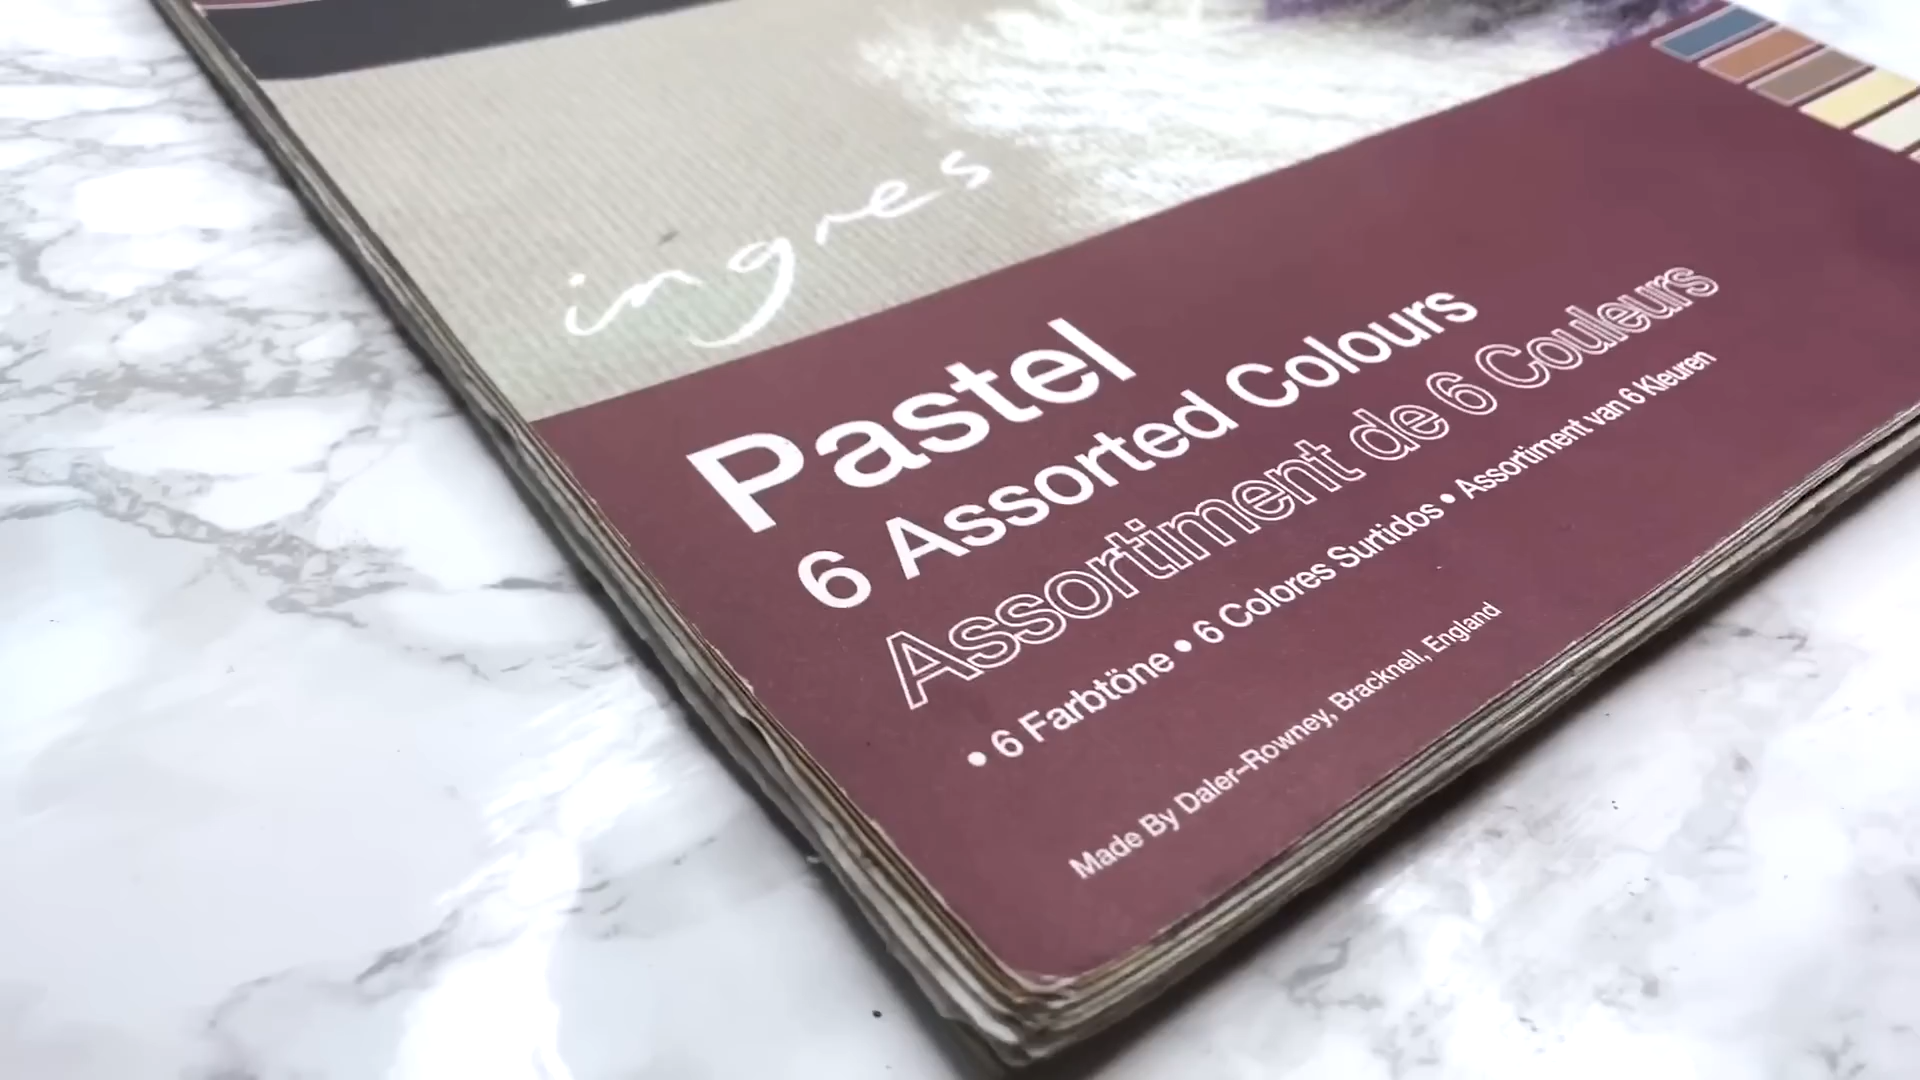 ingres
Pastel
6 Assorted Colours
Assortiment de 6 Couleurs
• 6 Farbtöne • 6 Colores Surtidos • Assortiment van 6 Kleuren
Made By Daler–Rowney, Bracknell, England